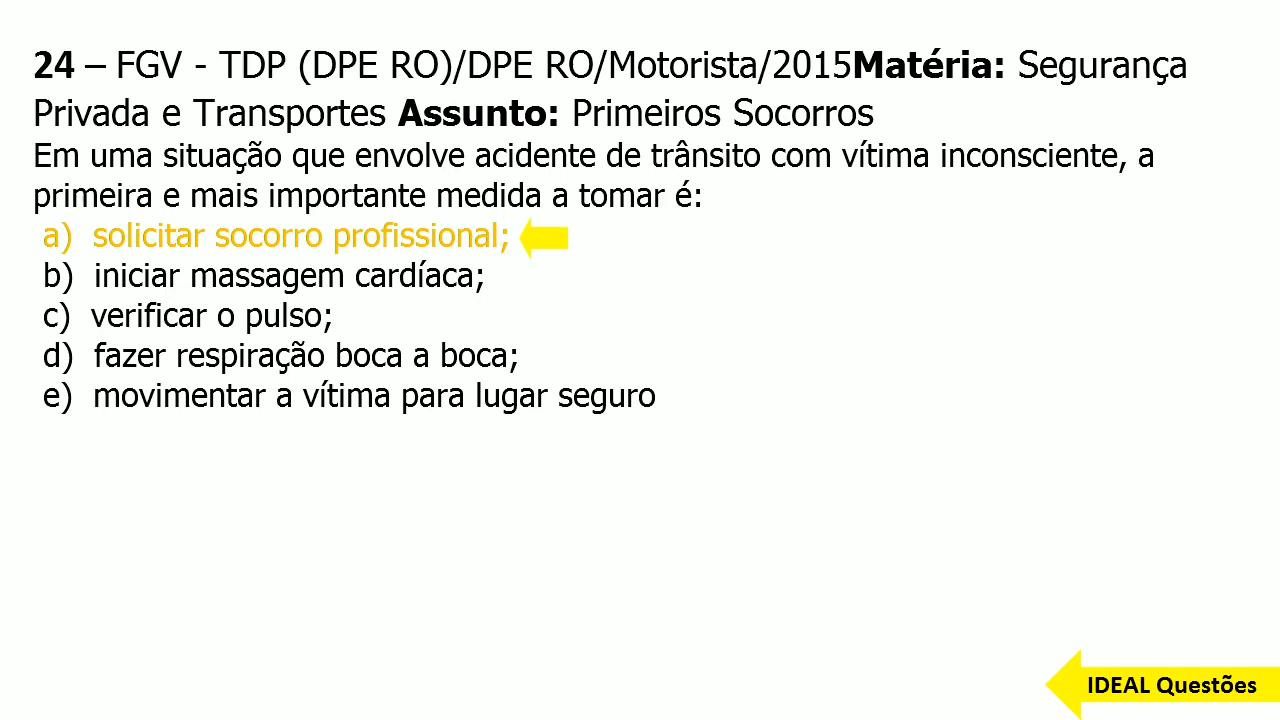 24 – FGV - TDP (DPE RO)/DPE RO/Motorista/2015Matéria: Segurança
Privada e Transportes Assunto: Primeiros Socorros
Em uma situação que envolve acidente de trânsito com vítima inconsciente, a
primeira e mais importante medida a tomar é:
a) solicitar socorro profissional;
b) iniciar massagem cardíaca;
c) verificar o pulso;
d) fazer respiração boca a boca;
e) movimentar a vítima para lugar seguro
IDEAL Questões